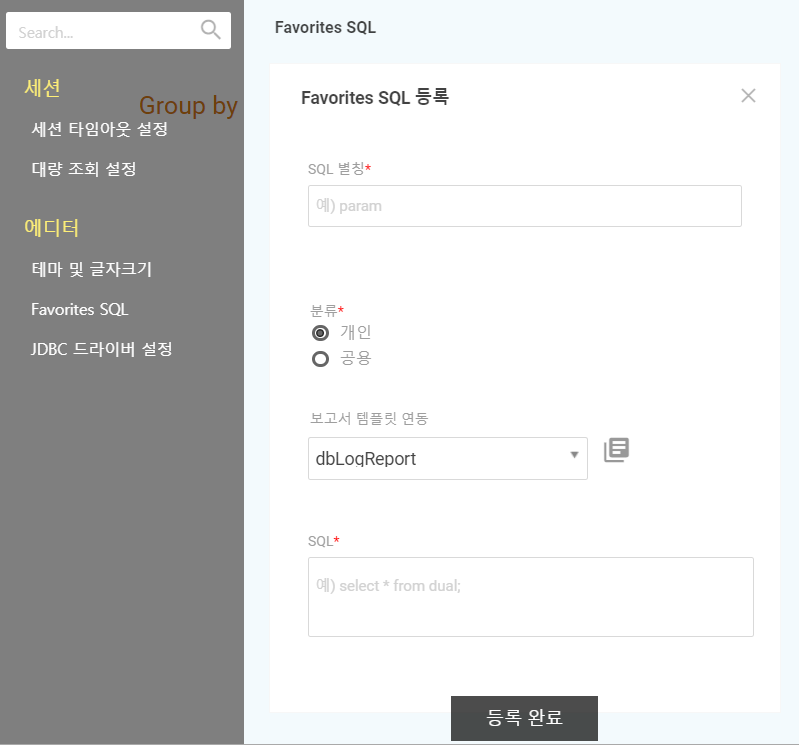 Search...
세션
Group by
세션 타임아웃 설정
대량 조회 설정
에디터
테마 및 글자크기
Favorites SQL
JDBC 드라이버 설정
Favorites SQL
Favorites SQL 등록
SQL 별칭*
예) param
분류*
개인
공용
보고서 템플릿 연동
dbLogReport
SQL*
예) select * from dual;
등록 완료